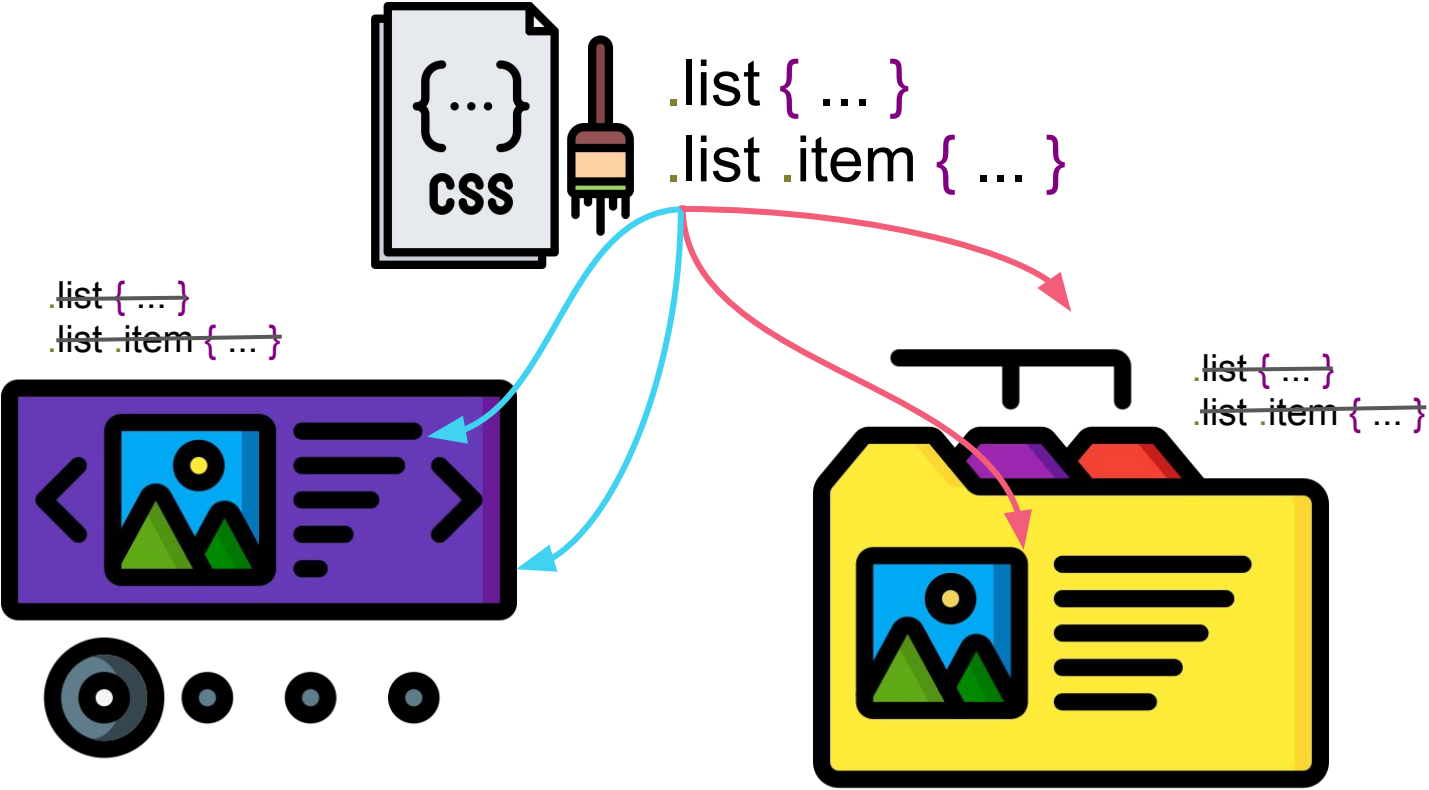 {...}
CSS
.list { ... }
.list .item { ... }
.list { ... }
.list .item { ... }
.list { ... }
.list .item { ... }